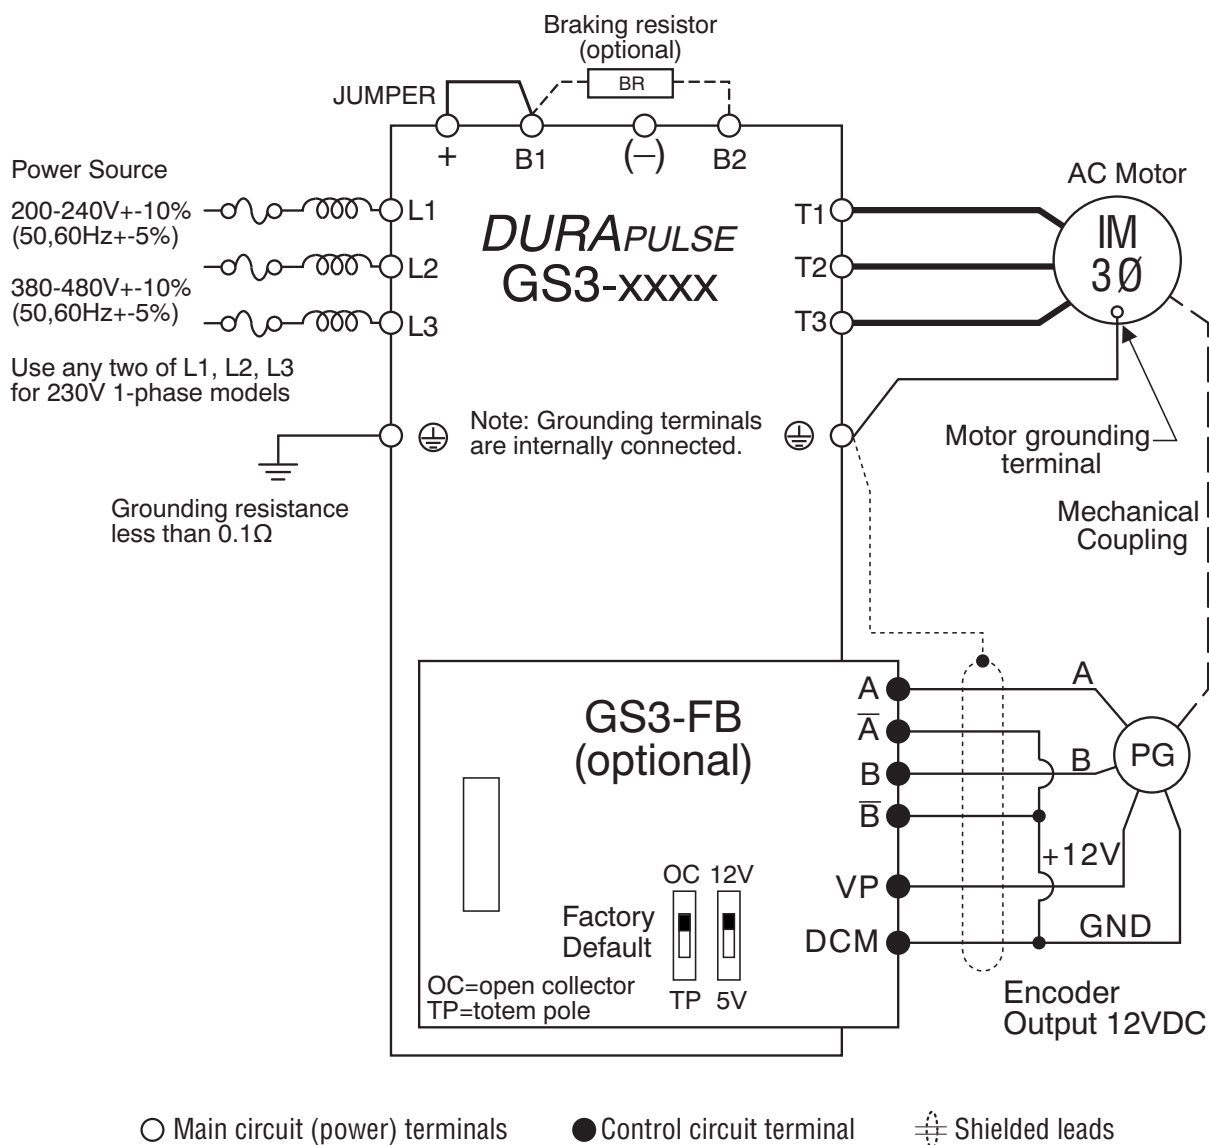 Braking resistor
(optional)
BR
JUMPER
+
B1
(—)
B2
Power Source
200-240V+-10%
(50,60Hz+-5%)
380-480V+-10%
(50,60Hz+-5%)
Use any two of L1, L2, L3
for 230V 1-phase models
L1
L2
L3
DURAPULSE
GS3-xxxx
T1
T2
T3
AC Motor
IM
3Ø
Note: Grounding terminals
are internally connected.
Motor grounding
terminal
Grounding resistance
less than 0.1Ω
Mechanical
Coupling
GS3-FB
(optional)
A
A̅
B
B̅
VP
DCM
A
B
PG
+12V
GND
OC 12V
Factory
Default
TP 5V
OC=open collector
TP=totem pole
Encoder
Output 12VDC
Main circuit (power) terminals
Control circuit terminal
Shielded leads